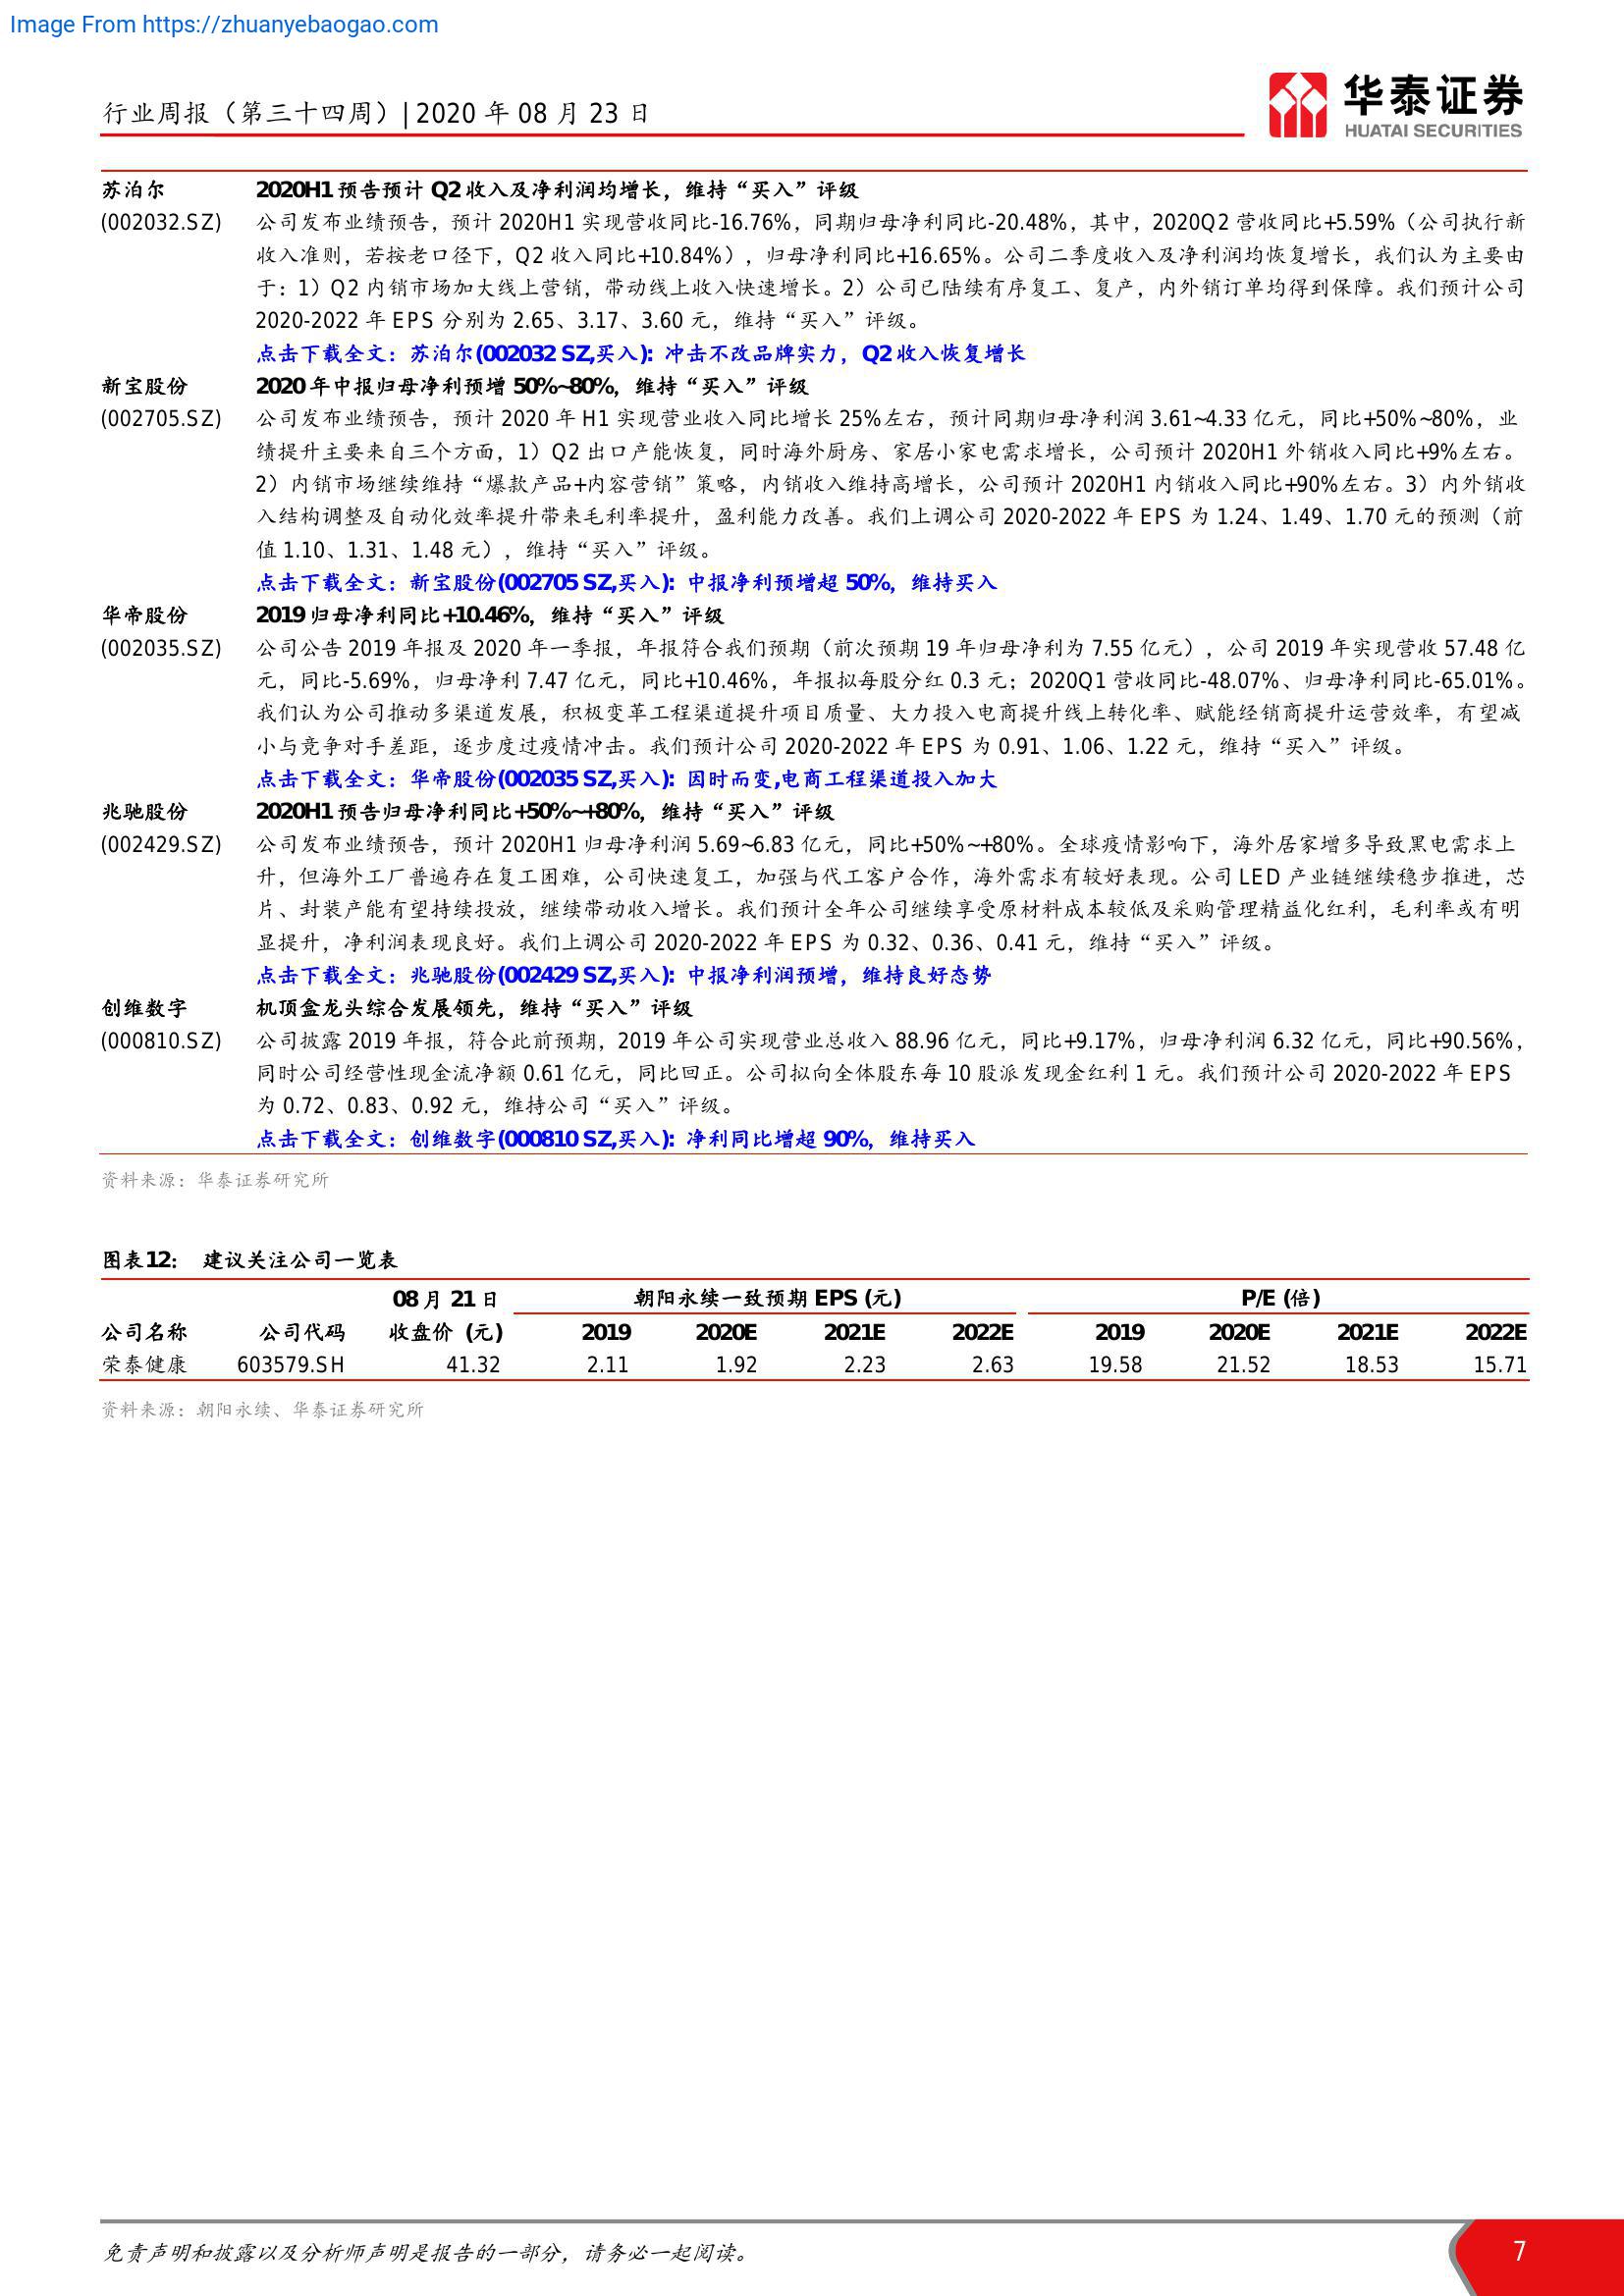 Image From https://zhuanyebaogao.com
行业周报（第三十四周）| 2020 年 08 月 23 日
华泰证券
HUATAI SECURITIES
苏泊尔 2020H1 预告预计 Q2 收入及净利润均增长，维持“买入”评级
(002032.SZ) 公司发布业绩预告，预计 2020H1 实现营收同比-16.76%，同期归母净利同比-20.48%，其中，2020Q2 营收同比+5.59%（公司执行新
收入准则，若按老口径下，Q2 收入同比+10.84%），归母净利同比+16.65%。公司二季度收入及净利润均恢复增长，我们认为主要由
于：1）Q2 内销市场加大线上营销，带动线上收入快速增长。2）公司已陆续有序复工、复产，内外销订单均得到保障。我们预计公司
2020-2022 年 EPS 分别为 2.65、3.17、3.60 元，维持“买入”评级。
点击下载全文：苏泊尔(002032 SZ,买入): 冲击不改品牌实力，Q2 收入恢复增长
新宝股份 2020 年中报归母净利预增 50%~80%，维持“买入”评级
(002705.SZ) 公司发布业绩预告，预计 2020 年 H1 实现营业收入同比增长 25%左右，预计同期归母净利润 3.61~4.33 亿元，同比+50%~80%，业
绩提升主要来自三个方面，1）Q2 出口产能恢复，同时海外厨房、家居小家电需求增长，公司预计 2020H1 外销收入同比+9%左右。
2）内销市场继续维持“爆款产品+内容营销”策略，内销收入维持高增长，公司预计 2020H1 内销收入同比+90%左右。3）内外销收
入结构调整及自动化效率提升带来毛利率提升，盈利能力改善。我们上调公司 2020-2022 年 EPS 为 1.24、1.49、1.70 元的预测（前
值 1.10、1.31、1.48 元），维持“买入”评级。
点击下载全文：新宝股份(002705 SZ,买入): 中报净利预增超 50%，维持买入
华帝股份 2019 归母净利同比+10.46%，维持“买入”评级
(002035.SZ) 公司公告 2019 年报及 2020 年一季报，年报符合我们预期（前次预期 19 年归母净利为 7.55 亿元），公司 2019 年实现营收 57.48 亿
元，同比-5.69%，归母净利 7.47 亿元，同比+10.46%，年报拟每股分红 0.3 元；2020Q1 营收同比-48.07%、归母净利同比-65.01%。
我们认为公司推动多渠道发展，积极变革工程渠道提升项目质量、大力投入电商提升线上转化率、赋能经销商提升运营效率，有望减
小与竞争对手差距，逐步度过疫情冲击。我们预计公司 2020-2022 年 EPS 为 0.91、1.06、1.22 元，维持“买入”评级。
点击下载全文：华帝股份(002035 SZ,买入): 因时而变,电商工程渠道投入加大
兆驰股份 2020H1 预告归母净利同比+50%~+80%，维持“买入”评级
(002429.SZ) 公司发布业绩预告，预计 2020H1 归母净利润 5.69~6.83 亿元，同比+50%~+80%。全球疫情影响下，海外居家增多导致黑电需求上
升，但海外工厂普遍存在复工困难，公司快速复工，加强与代工客户合作，海外需求有较好表现。公司 LED 产业链继续稳步推进，芯
片、封装产能有望持续投放，继续带动收入增长。我们预计全年公司继续享受原材料成本较低及采购管理精益化红利，毛利率或有明
显提升，净利润表现良好。我们上调公司 2020-2022 年 EPS 为 0.32、0.36、0.41 元，维持“买入”评级。
点击下载全文：兆驰股份(002429 SZ,买入): 中报净利润预增，维持良好态势
创维数字 机顶盒龙头综合发展领先，维持“买入”评级
(000810.SZ) 公司披露 2019 年报，符合此前预期，2019 年公司实现营业总收入 88.96 亿元，同比+9.17%，归母净利润 6.32 亿元，同比+90.56%，
同时公司经营性现金流净额 0.61 亿元，同比回正。公司拟向全体股东每 10 股派发现金红利 1 元。我们预计公司 2020-2022 年 EPS
为 0.72、0.83、0.92 元，维持公司“买入”评级。
点击下载全文：创维数字(000810 SZ,买入): 净利同比增超 90%，维持买入
资料来源：华泰证券研究所
图表12： 建议关注公司一览表
08 月 21 日 朝阳永续一致预期 EPS (元) P/E (倍)
公司名称 公司代码 收盘价 (元) 2019 2020E 2021E 2022E 2019 2020E 2021E 2022E
荣泰健康 603579.SH 41.32 2.11 1.92 2.23 2.63 19.58 21.52 18.53 15.71
资料来源：朝阳永续、华泰证券研究所
免责声明和披露以及分析师声明是报告的一部分，请务必一起阅读。 7